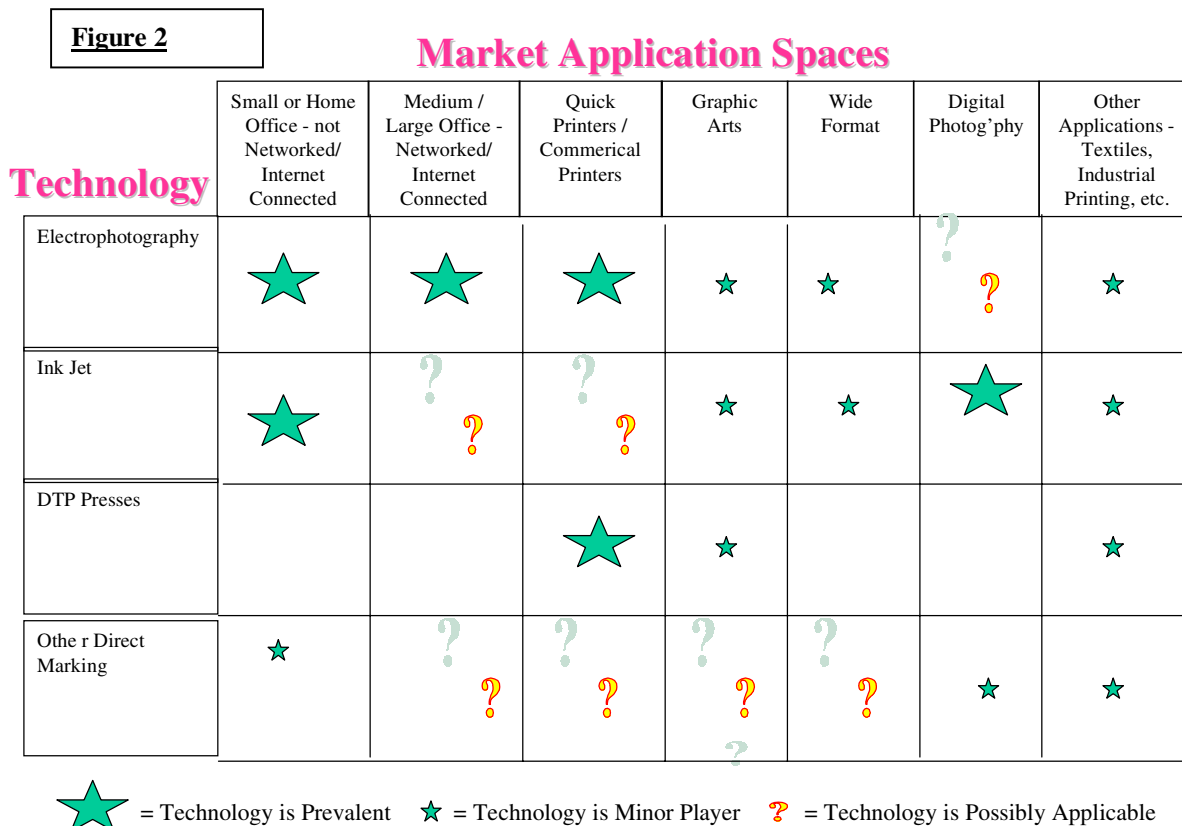 Figure 2
Market Application Spaces
Technology
Small or Home
Office - not
Networked/
Internet
Connected
Medium /
Large Office -
Networked/
Internet
Connected
Quick
Printers /
Commerical
Printers
Graphic
Arts
Wide
Format
Digital
Photog'phy
Other
Applications -
Textiles,
Industrial
Printing, etc.
Electrophotography
?
?
Ink Jet
? ?
? ?
DTP Presses
Othe r Direct
Marking
? ? ? ?
? ? ? ?
?
= Technology is Prevalent = Technology is Minor Player ? = Technology is Possibly Applicable